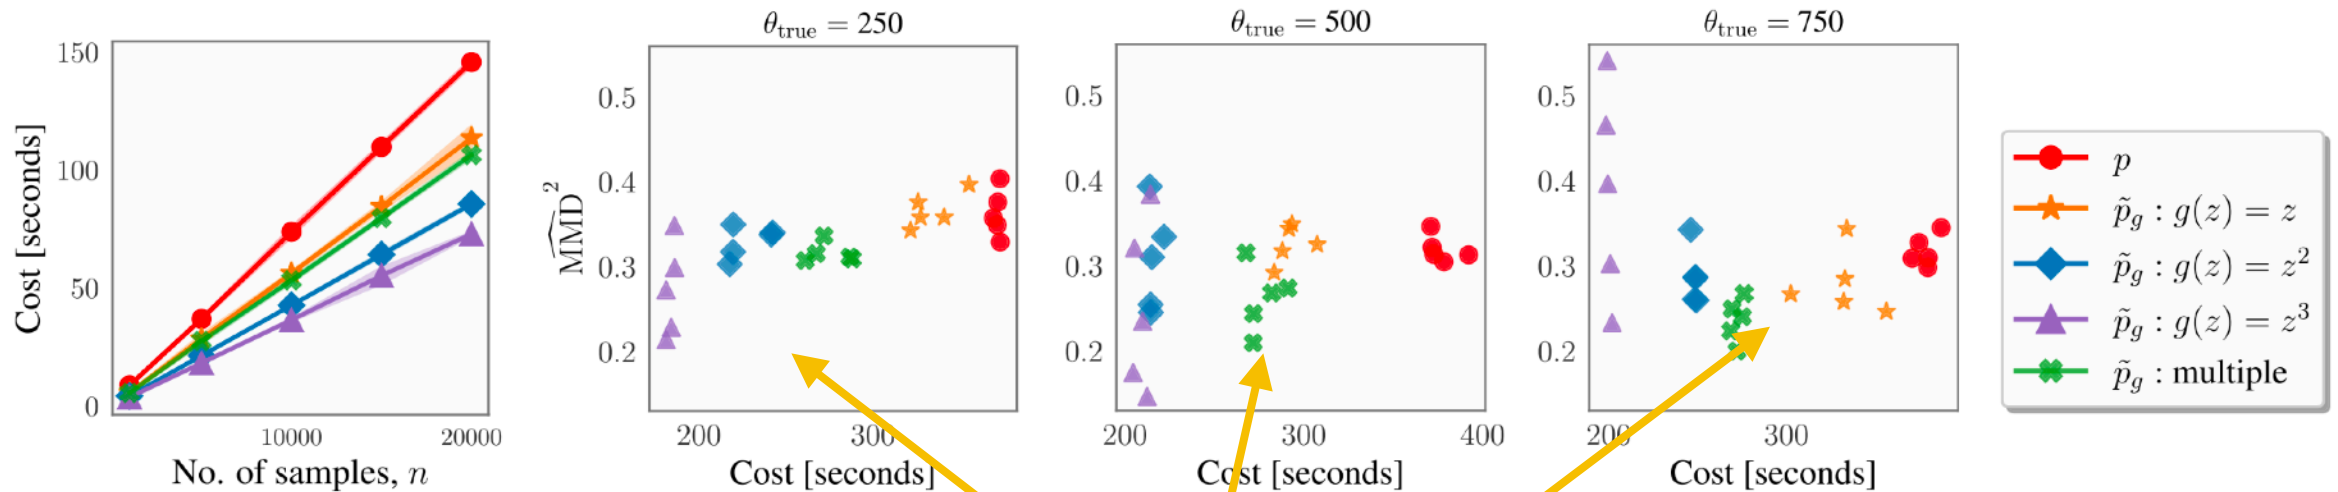 θ_true = 250
θ_true = 500
θ_true = 750
150
100
50
0
Cost [seconds]
10000
20000
No. of samples, n
0.5
0.4
0.3
0.2
MMD^2
200
300
Cost [seconds]
0.5
0.4
0.3
0.2
200
300
400
Cost [seconds]
0.5
0.4
0.3
0.2
200
300
Cost [seconds]
p
p̃_g : g(z) = z
p̃_g : g(z) = z²
p̃_g : g(z) = z³
p̃_g : multiple